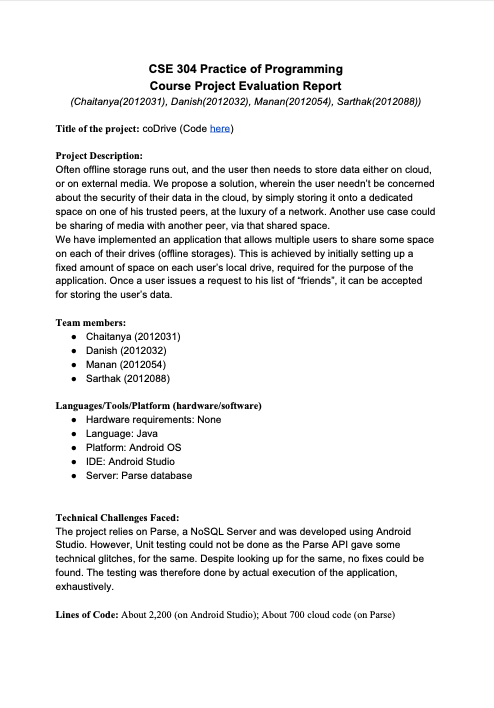 CSE 304 Practice of Programming
Course Project Evaluation Report
(Chaitanya(2012031), Danish(2012032), Manan(2012054), Sarthak(2012088))
Title of the project: coDrive (Code here)
Project Description:
Often offline storage runs out, and the user then needs to store data either on cloud,
or on external media. We propose a solution, wherein the user needn't be concerned
about the security of their data in the cloud, by simply storing it onto a dedicated
space on one of his trusted peers, at the luxury of a network. Another use case could
be sharing of media with another peer, via that shared space.
We have implemented an application that allows multiple users to share some space
on each of their drives (offline storages). This is achieved by initially setting up a
fixed amount of space on each user's local drive, required for the purpose of the
application. Once a user issues a request to his list of “friends”, it can be accepted
for storing the user's data.
Team members:
● Chaitanya (2012031)
● Danish (2012032)
● Manan (2012054)
● Sarthak (2012088)
Languages/Tools/Platform (hardware/software)
● Hardware requirements: None
● Language: Java
● Platform: Android OS
● IDE: Android Studio
● Server: Parse database
Technical Challenges Faced:
The project relies on Parse, a NoSQL Server and was developed using Android
Studio. However, Unit testing could not be done as the Parse API gave some
technical glitches, for the same. Despite looking up for the same, no fixes could be
found. The testing was therefore done by actual execution of the application,
exhaustively.
Lines of Code: About 2,200 (on Android Studio); About 700 cloud code (on Parse)